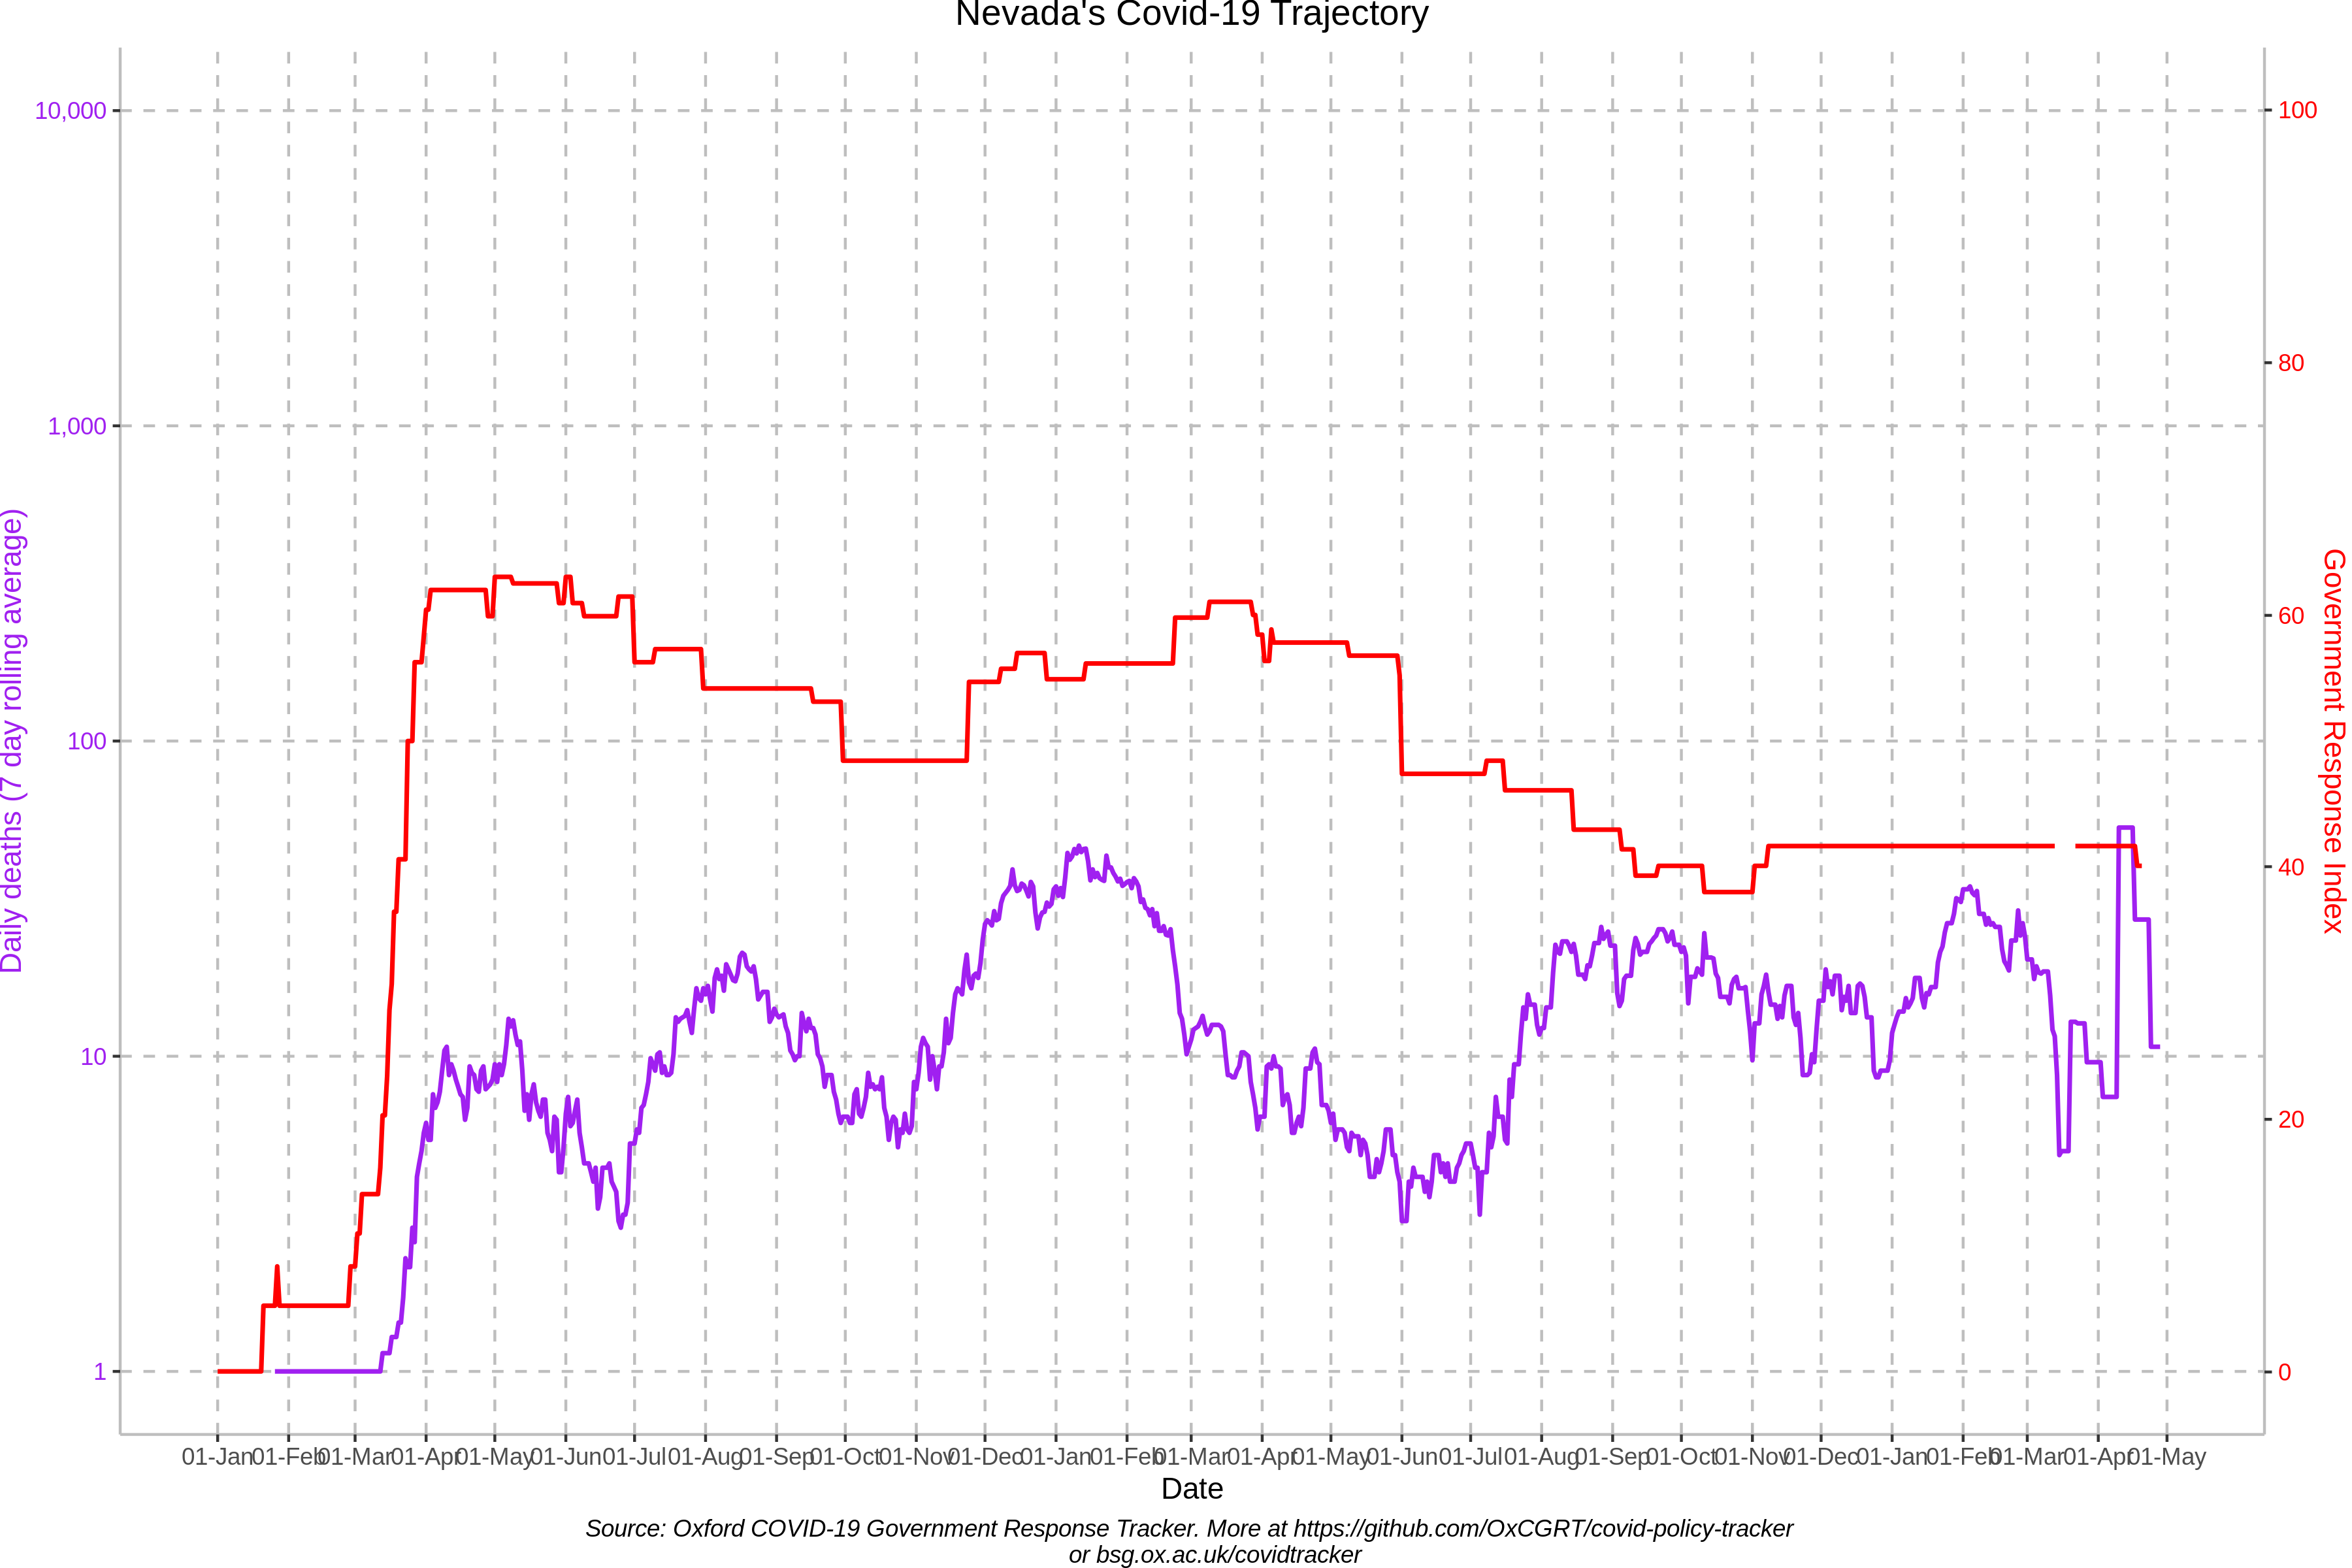 Nevada's Covid-19 Trajectory
Daily deaths (7 day rolling average)
10,000
1,000
100
10
1
Government Response Index
100
80
60
40
20
0
01-Jan 01-Feb 01-Mar 01-Apr 01-May 01-Jun 01-Jul 01-Aug 01-Sep 01-Oct 01-Nov 01-Dec 01-Jan 01-Feb 01-Mar 01-Apr 01-May 01-Jun 01-Jul 01-Aug 01-Sep 01-Oct 01-Nov 01-Dec 01-Jan 01-Feb 01-Mar 01-Apr 01-May
Date
Source: Oxford COVID-19 Government Response Tracker. More at https://github.com/OxCGRT/covid-policy-tracker
or bsg.ox.ac.uk/covidtracker